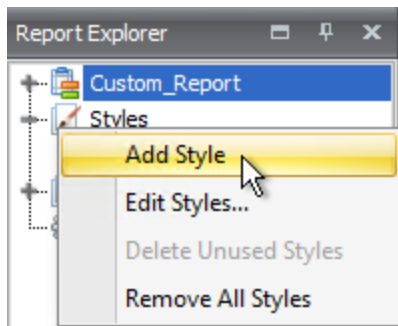 Report Explorer
Custom_Report
Styles
Add Style
Edit Styles...
Delete Unused Styles
Remove All Styles